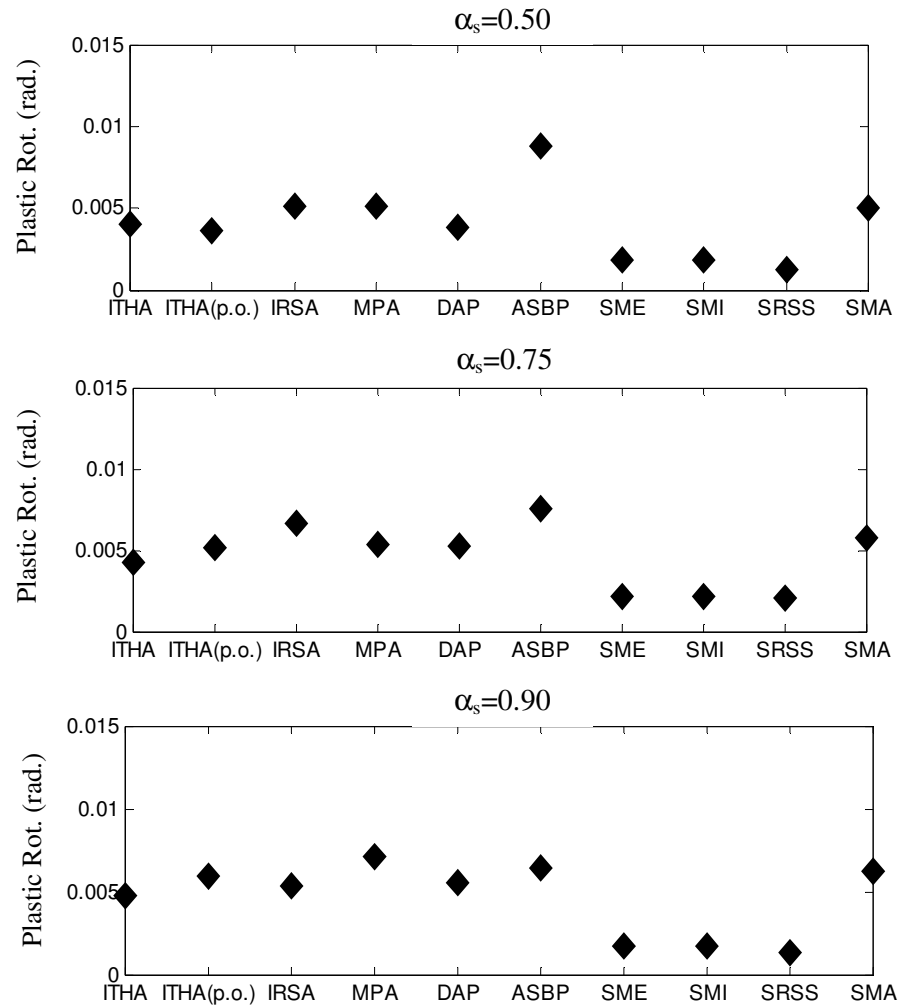 αs=0.50
0.015
0.01
0.005
0
Plastic Rot. (rad.)
ITHA ITHA(p.o.) IRSA MPA DAP ASBP SME SMI SRSS SMA
αs=0.75
0.015
0.01
0.005
0
Plastic Rot. (rad.)
ITHA ITHA(p.o.) IRSA MPA DAP ASBP SME SMI SRSS SMA
αs=0.90
0.015
0.01
0.005
0
Plastic Rot. (rad.)
ITHA ITHA(p.o.) IRSA MPA DAP ASBP SME SMI SRSS SMA